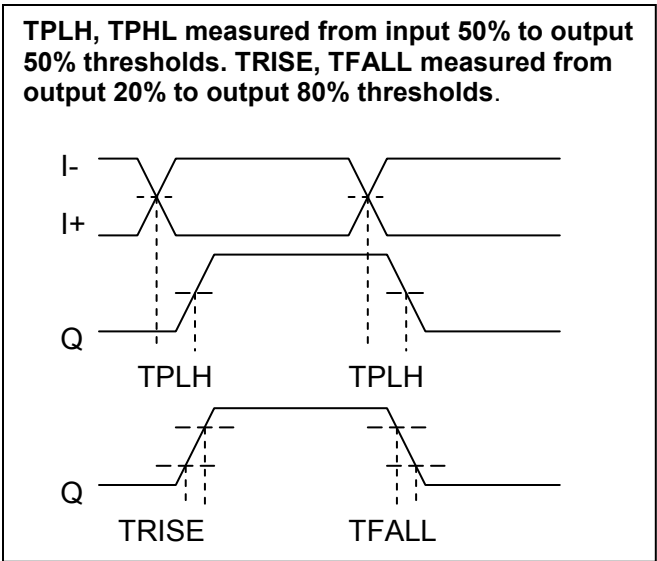 TPLH, TPHL measured from input 50% to output
50% thresholds. TRISE, TFALL measured from
output 20% to output 80% thresholds.
I-
I+
Q
TPLH TPLH
Q
TRISE TFALL